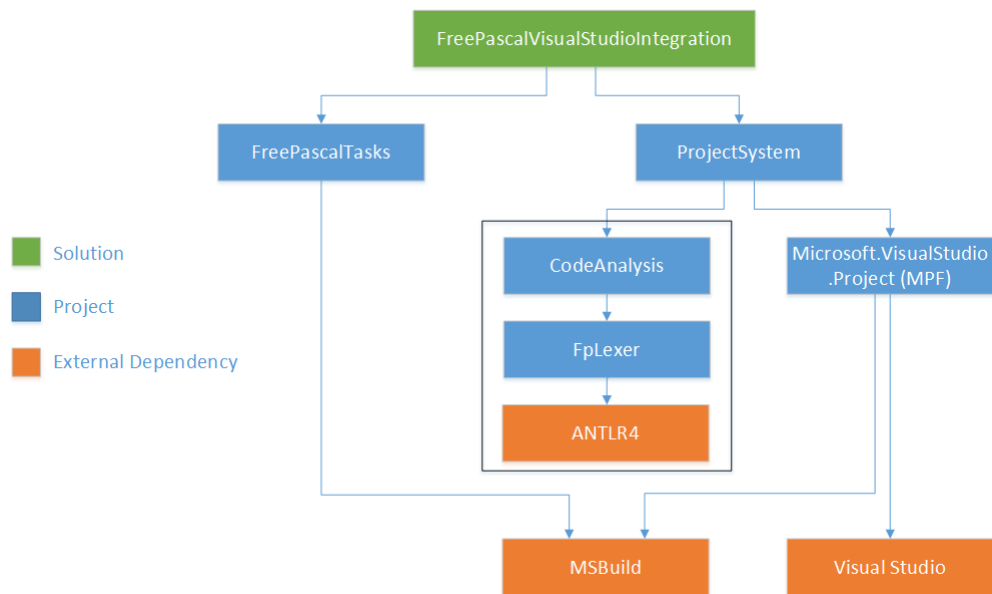 FreePascalVisualStudioIntegration
FreePascalTasks
ProjectSystem
Solution
Project
External Dependency
CodeAnalysis
Microsoft.VisualStudio
.Project (MPF)
FpLexer
ANTLR4
MSBuild
Visual Studio